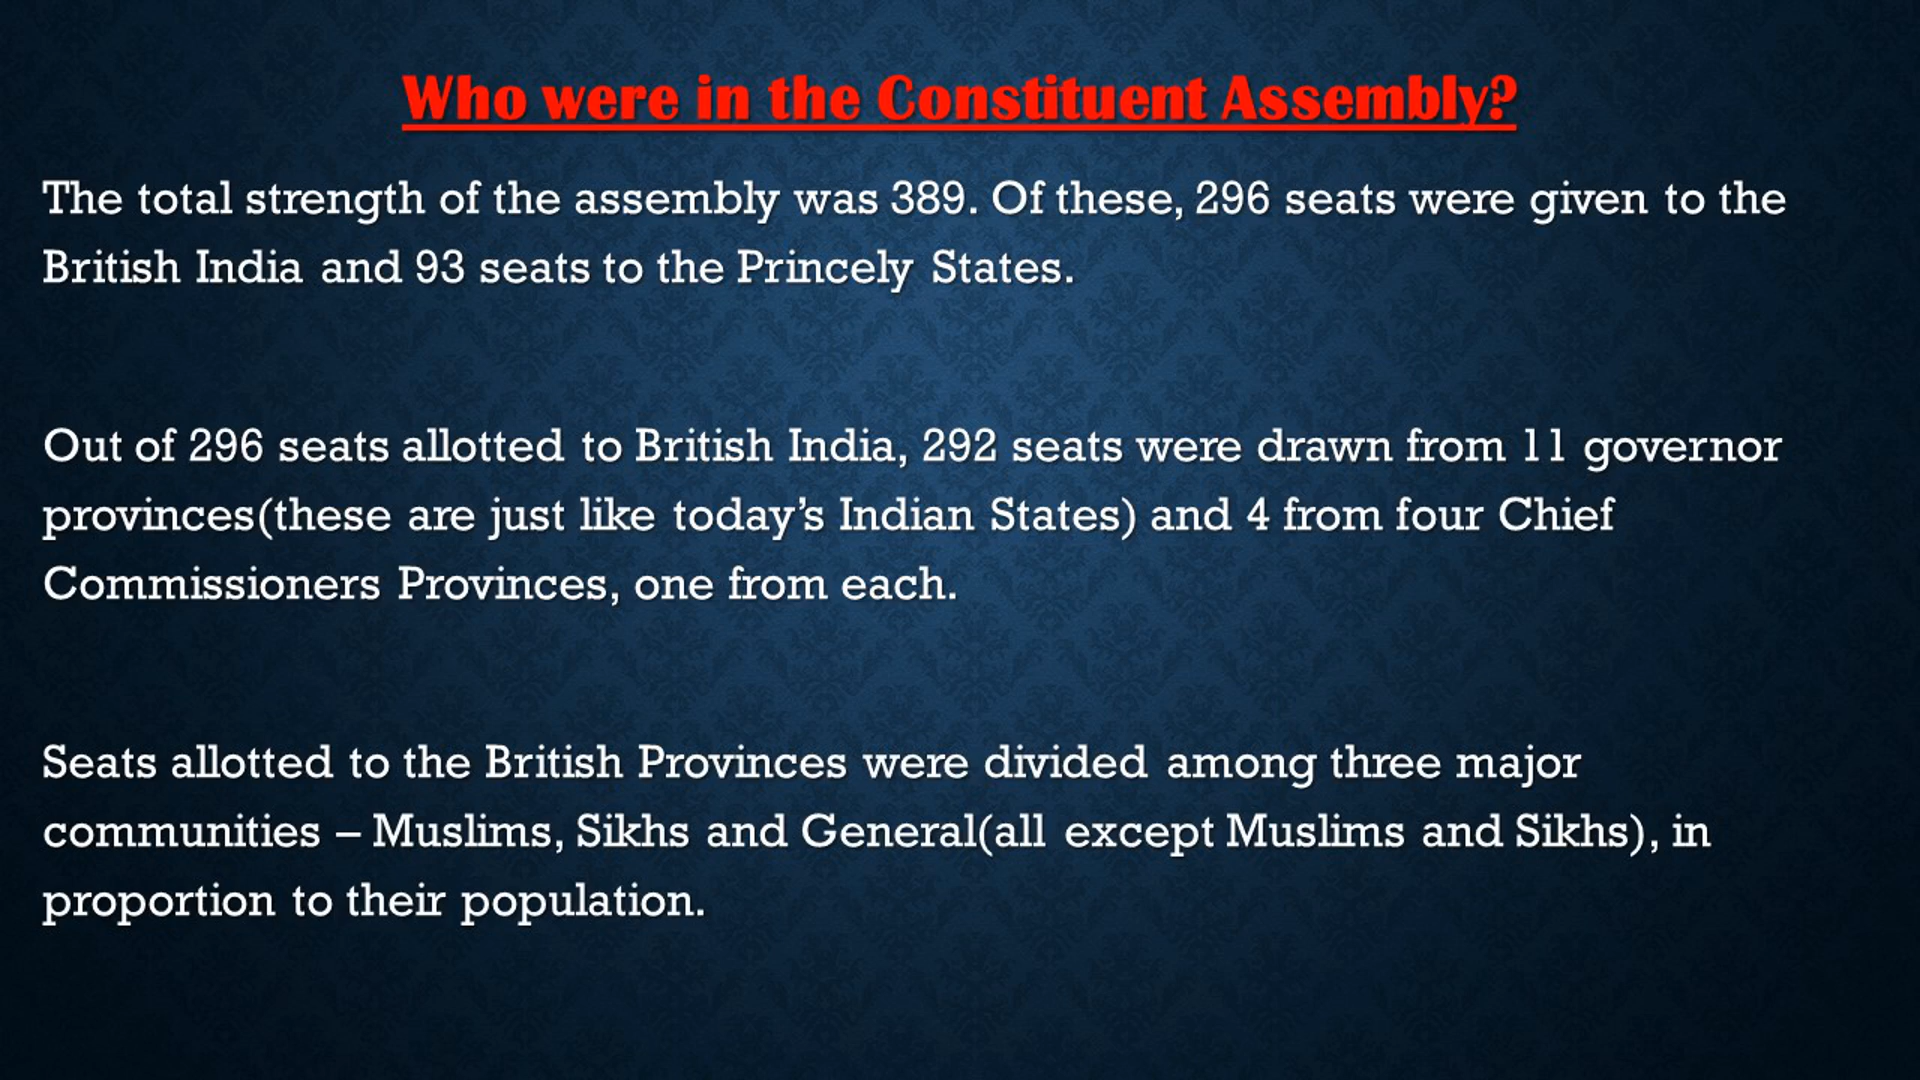 Who were in the Constituent Assembly?
The total strength of the assembly was 389. Of these, 296 seats were given to the
British India and 93 seats to the Princely States.
Out of 296 seats allotted to British India, 292 seats were drawn from 11 governor
provinces(these are just like today’s Indian States) and 4 from four Chief
Commissioners Provinces, one from each.
Seats allotted to the British Provinces were divided among three major
communities – Muslims, Sikhs and General(all except Muslims and Sikhs), in
proportion to their population.